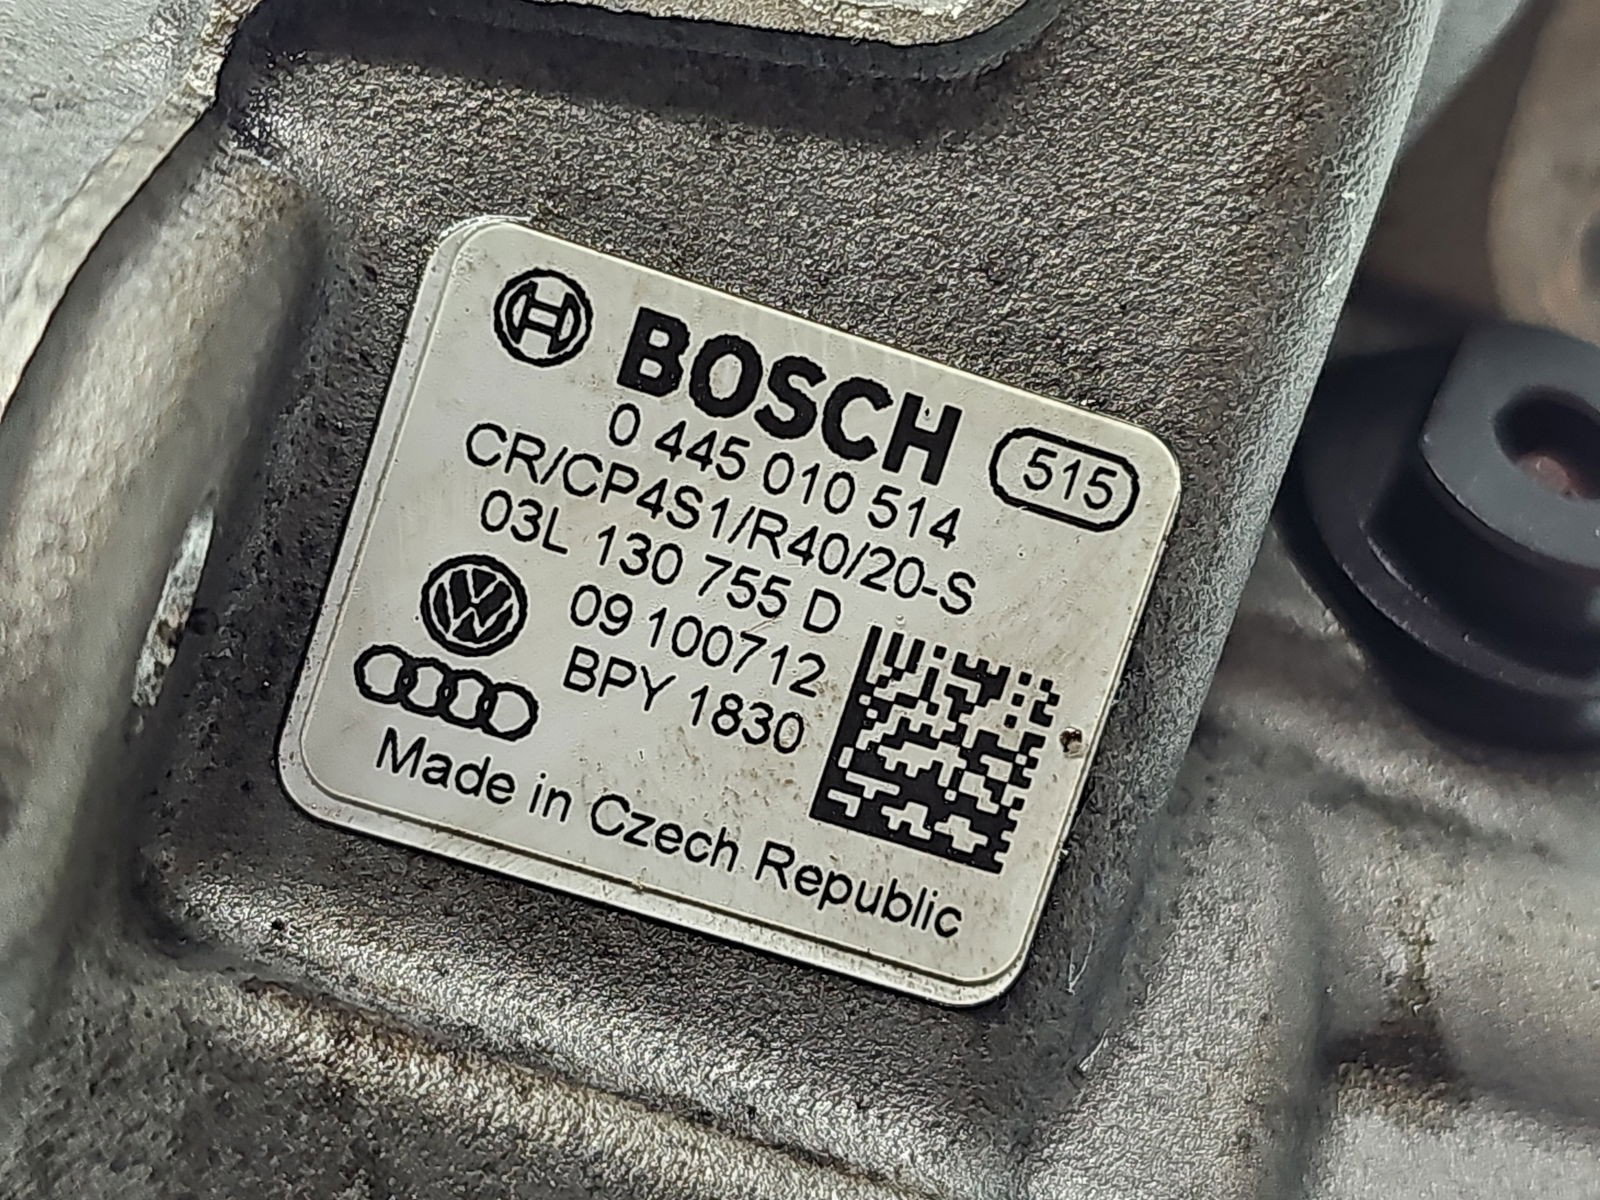 BOSCH
0 445 010 514
515
CR/CP4S1/R40/20-S
03L 130 755 D
09 100712
BPY 1830
Made in Czech Republic